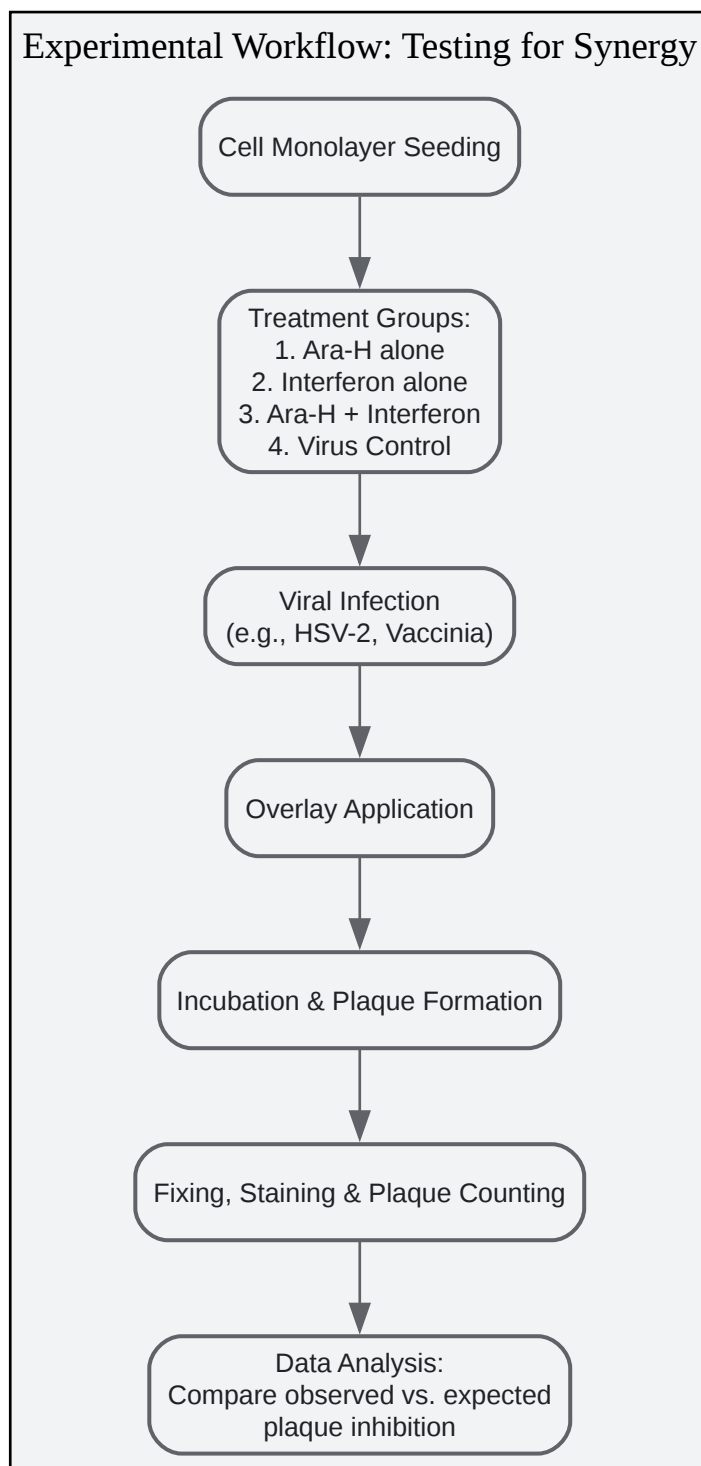 Experimental Workflow: Testing for Synergy
Cell Monolayer Seeding
Treatment Groups:
1. Ara-H alone
2. Interferon alone
3. Ara-H + Interferon
4. Virus Control
Viral Infection
(e.g., HSV-2, Vaccinia)
Overlay Application
Incubation & Plaque Formation
Fixing, Staining & Plaque Counting
Data Analysis:
Compare observed vs. expected
plaque inhibition